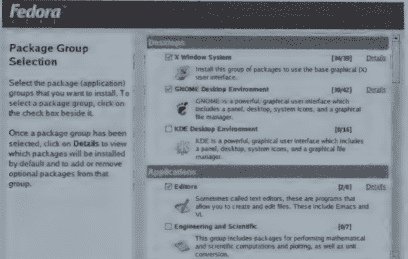 Fedora
Package Group
Selection
Select the package (application)
groups that you want to install. To
select a package group, click on
the check box beside it.
Once a package group has been
selected, click on Details to view
which packages will be installed
by default and to add or remove
optional packages from that
group.
Desktops
X Window System Details
Install this group of packages to use the base graphical (X)
user interface.
GNOME Desktop Environment Details
GNOME is a powerful, graphical user interface which
includes a panel, desktop, system icons, and a graphical
file manager.
KDE Desktop Environment
KDE is a powerful, graphical user interface which includes
a panel, desktop, system icons, and a graphical file
manager.
Applications
Editors Details
Sometimes called text editors, these are programs that
allow you to create and edit files. These include Emacs and
Vi.
Engineering and Scientific [0/7]
This group includes packages for performing mathematical
and scientific computations and plotting, as well as unit
conversion.